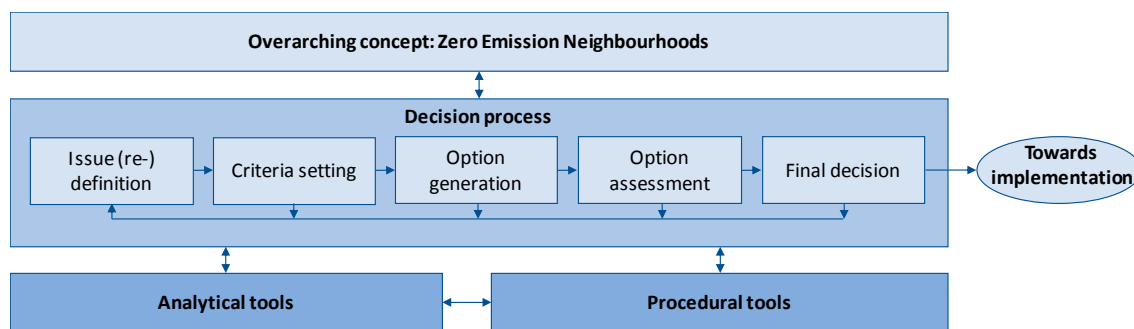 Overarching concept: Zero Emission Neighbourhoods
Decision process
Issue (re-)
definition
Criteria setting
Option
generation
Option
assessment
Final decision
Towards
implementation
Analytical tools
Procedural tools